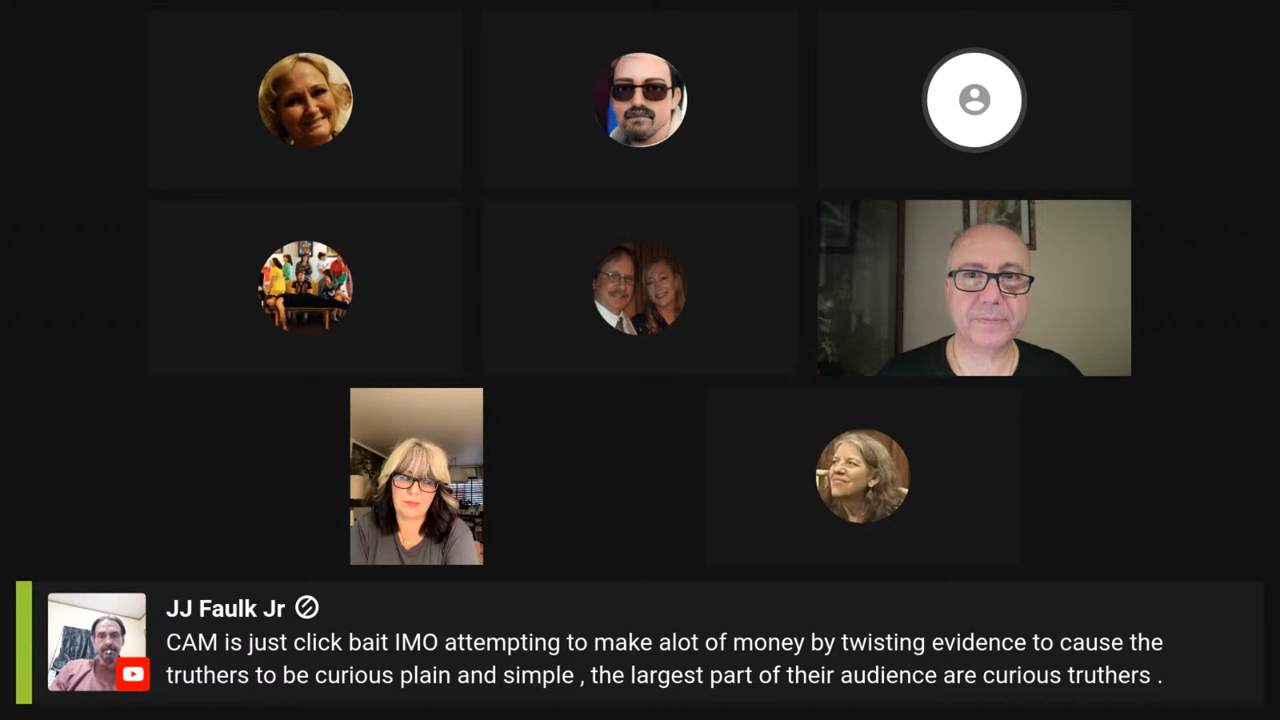 JJ Faulk Jr
CAM is just click bait IMO attempting to make alot of money by twisting evidence to cause the
truthers to be curious plain and simple , the largest part of their audience are curious truthers .